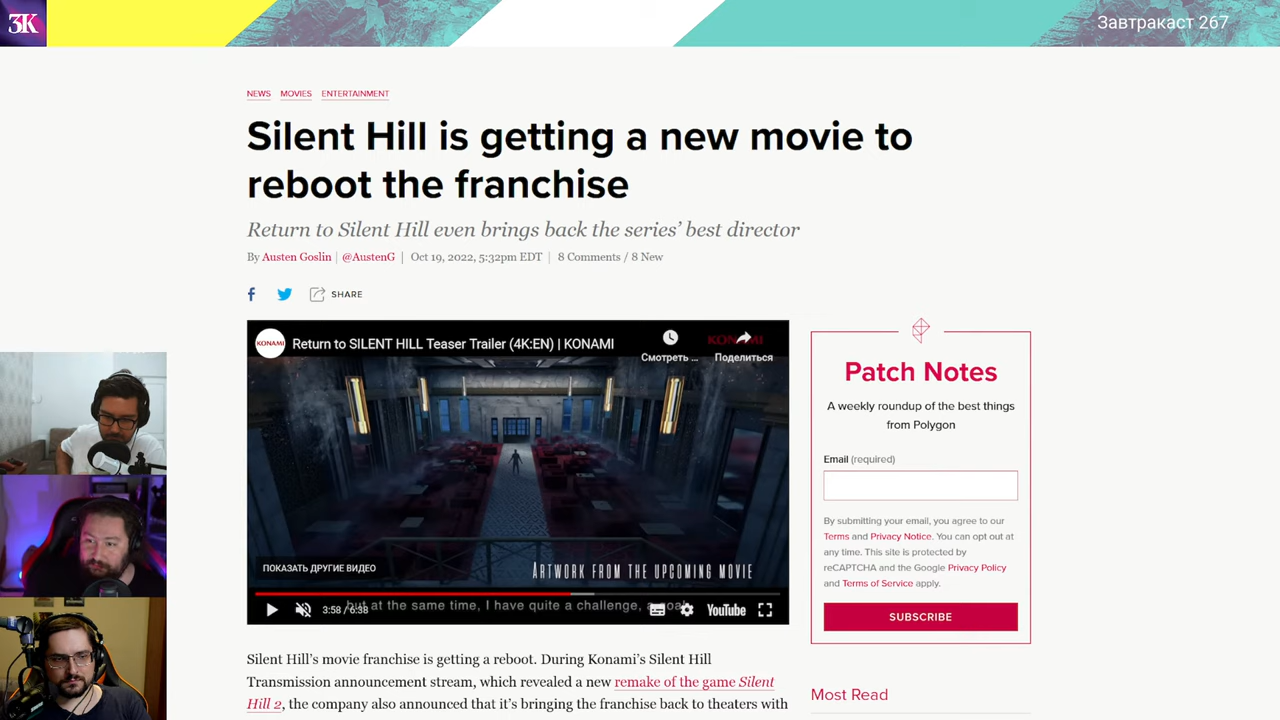 3K
Завтракаст 267
NEWS MOVIES ENTERTAINMENT
Silent Hill is getting a new movie to
reboot the franchise
Return to Silent Hill even brings back the series’ best director
By Austen Goslin | @AustenG | Oct 19, 2022, 5:32pm EDT | 8 Comments / 8 New
SHARE
KONAMI
Return to SILENT HILL Teaser Trailer (4K:EN) | KONAMI
KONAMI
Смотреть ...
Поделиться
ПОКАЗАТЬ ДРУГИЕ ВИДЕО
ARTWORK FROM THE UPCOMING MOVIE
but at the same time, I have quite a challenge, a goal
3:58 / 6:38
YouTube
Silent Hill’s movie franchise is getting a reboot. During Konami’s Silent Hill
Transmission announcement stream, which revealed a new remake of the game Silent
Hill 2, the company also announced that it’s bringing the franchise back to theaters with
Patch Notes
A weekly roundup of the best things
from Polygon
Email (required)
By submitting your email, you agree to our
Terms and Privacy Notice. You can opt out at
any time. This site is protected by
reCAPTCHA and the Google Privacy Policy
and Terms of Service apply.
SUBSCRIBE
Most Read